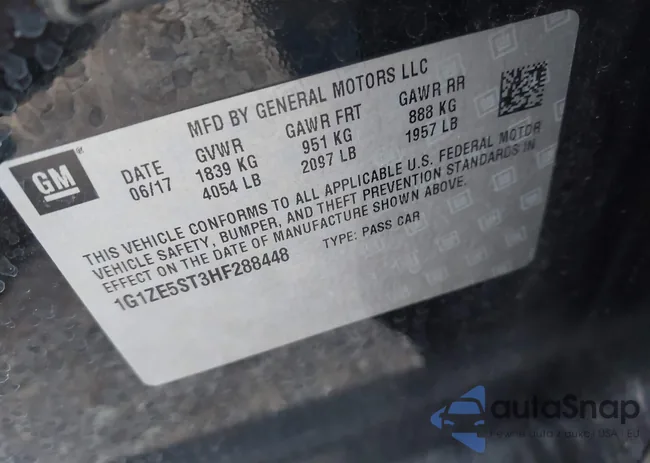 MFD BY GENERAL MOTORS LLC
GM
DATE GVWR GAWR FRT GAWR RR
06/17 1839 KG 951 KG 888 KG
4054 LB 2097 LB 1957 LB
THIS VEHICLE CONFORMS TO ALL APPLICABLE U.S. FEDERAL MOTOR
VEHICLE SAFETY, BUMPER, AND THEFT PREVENTION STANDARDS IN
EFFECT ON THE DATE OF MANUFACTURE SHOWN ABOVE.
1G1ZE5ST3HF288448 TYPE: PASS CAR
autoSnap